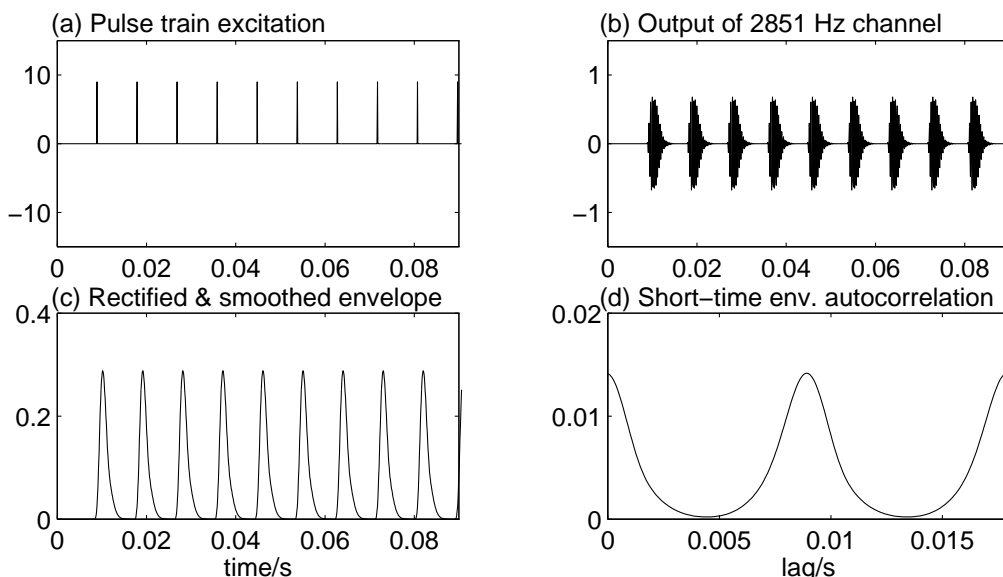 (a) Pulse train excitation
10
0
−10
0 0.02 0.04 0.06 0.08
(b) Output of 2851 Hz channel
1
0
−1
0 0.02 0.04 0.06 0.08
(c) Rectified & smoothed envelope
0.4
0.2
0
0 0.02 0.04 0.06 0.08
time/s
(d) Short−time env. autocorrelation
0.02
0.01
0
0 0.005 0.01 0.015
lag/s